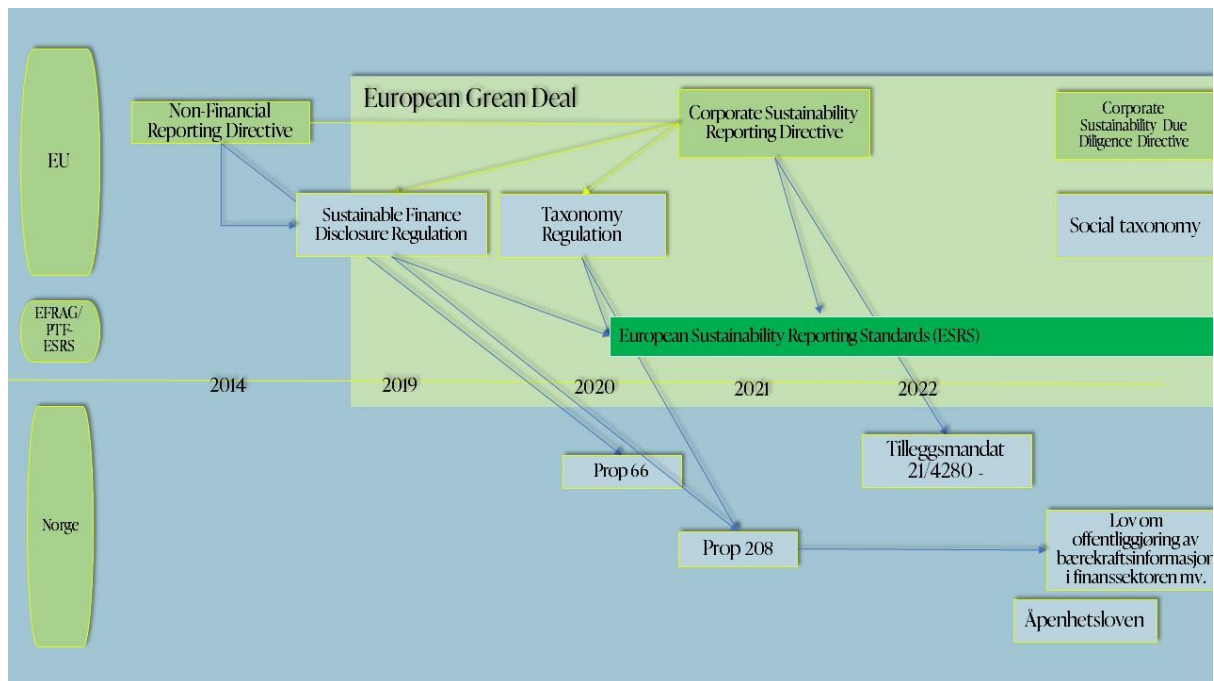 European Grean Deal
Non-Financial
Reporting Directive
Corporate Sustainability
Reporting Directive
Corporate
Sustainability Due
Diligence Directive
EU
Sustainable Finance
Disclosure Regulation
Taxonomy
Regulation
Social taxonomy
EFRAG/
PTF-
ESRS
European Sustainability Reporting Standards (ESRS)
2014
2019
2020
2021
2022
Tilleggsmandat
21/4280 -
Prop 66
Norge
Prop 208
Lov om
offentliggjøring av
bærekraftsinformasjon
i finanssektoren mv.
Åpenhetsloven